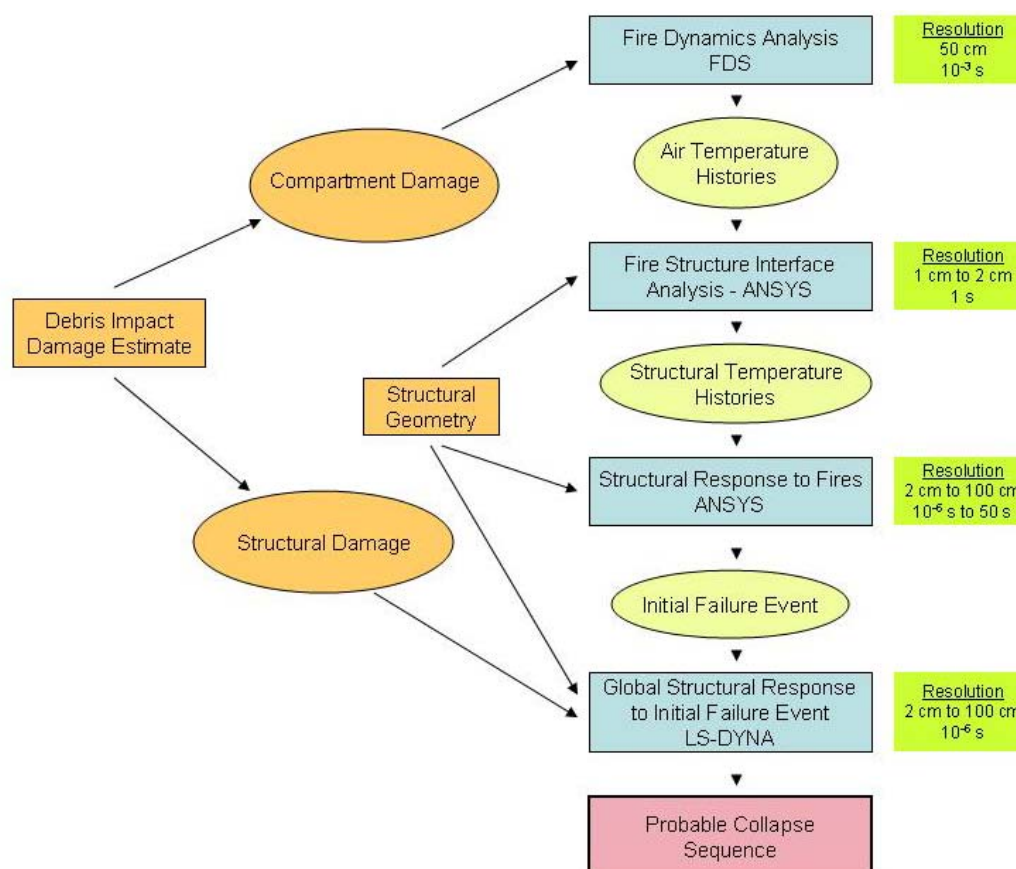 Fire Dynamics Analysis
FDS
Resolution
50 cm
10⁻³ s
Air Temperature
Histories
Compartment Damage
Fire Structure Interface
Analysis - ANSYS
Resolution
1 cm to 2 cm
1 s
Debris Impact
Damage Estimate
Structural Temperature
Histories
Structural
Geometry
Structural Response to Fires
ANSYS
Resolution
2 cm to 100 cm
10⁻⁶ s to 50 s
Structural Damage
Initial Failure Event
Global Structural Response
to Initial Failure Event
LS-DYNA
Resolution
2 cm to 100 cm
10⁻⁶ s
Probable Collapse
Sequence